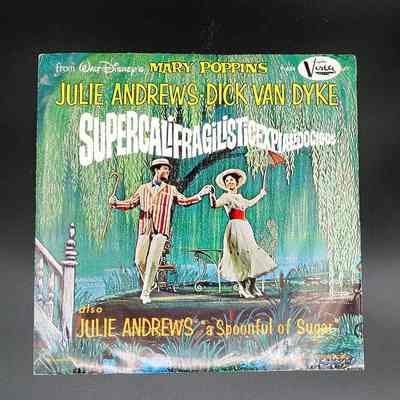 from WALT DISNEY'S MARY POPPINS
Vista
JULIE ANDREWS · DICK VAN DYKE
SUPERCALIFRAGILISTICEXPIALIDOCIOUS
also
JULIE ANDREWS "a Spoonful of Sugar"